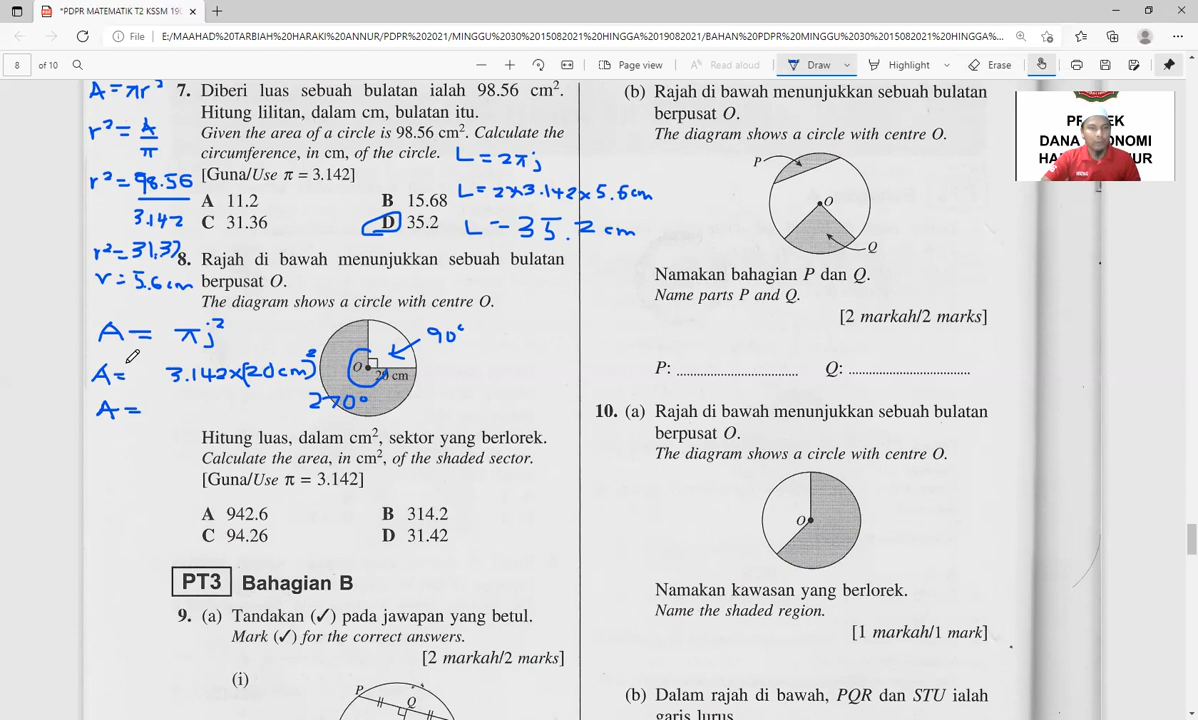 *PDPR MATEMATIK T2 KSSM 19
File
E:/MAAHAD%20TARBIAH%20HARAKI%20ANNUR/PDPR%202021/MINGGU%2030%2015082021%20HINGGA%2019082021/BAHAN%20PDPR%20MINGGU%2030%2015082021%20HINGGA%...
8 of 10
Page view
Read aloud
Draw
Highlight
Erase
A = πr²
r² = A/π
r² = 98.56
3.142
r² = 31.37
r = 5.6 cm
7. Diberi luas sebuah bulatan ialah 98.56 cm².
Hitung lilitan, dalam cm, bulatan itu.
Given the area of a circle is 98.56 cm². Calculate the
circumference, in cm, of the circle.
[Guna/Use π = 3.142]
A 11.2
B 15.68
C 31.36
D 35.2
L = 2πj
L = 2 x 3.142 x 5.6 cm
L = 35.2 cm
8. Rajah di bawah menunjukkan sebuah bulatan
berpusat O.
The diagram shows a circle with centre O.
A = πj²
A = 3.142 x (20 cm)²
A =
90°
O
20 cm
270°
Hitung luas, dalam cm², sektor yang berlorek.
Calculate the area, in cm², of the shaded sector.
[Guna/Use π = 3.142]
A 942.6
B 314.2
C 94.26
D 31.42
PT3 Bahagian B
9. (a) Tandakan (✓) pada jawapan yang betul.
Mark (✓) for the correct answers.
[2 markah/2 marks]
(i)
P
Q
(b) Rajah di bawah menunjukkan sebuah bulatan
berpusat O.
The diagram shows a circle with centre O.
P
O
Q
Namakan bahagian P dan Q.
Name parts P and Q.
[2 markah/2 marks]
P: ................................ Q: ................................
10. (a) Rajah di bawah menunjukkan sebuah bulatan
berpusat O.
The diagram shows a circle with centre O.
O
Namakan kawasan yang berlorek.
Name the shaded region.
[1 markah/1 mark]
(b) Dalam rajah di bawah, PQR dan STU ialah
garis lurus.